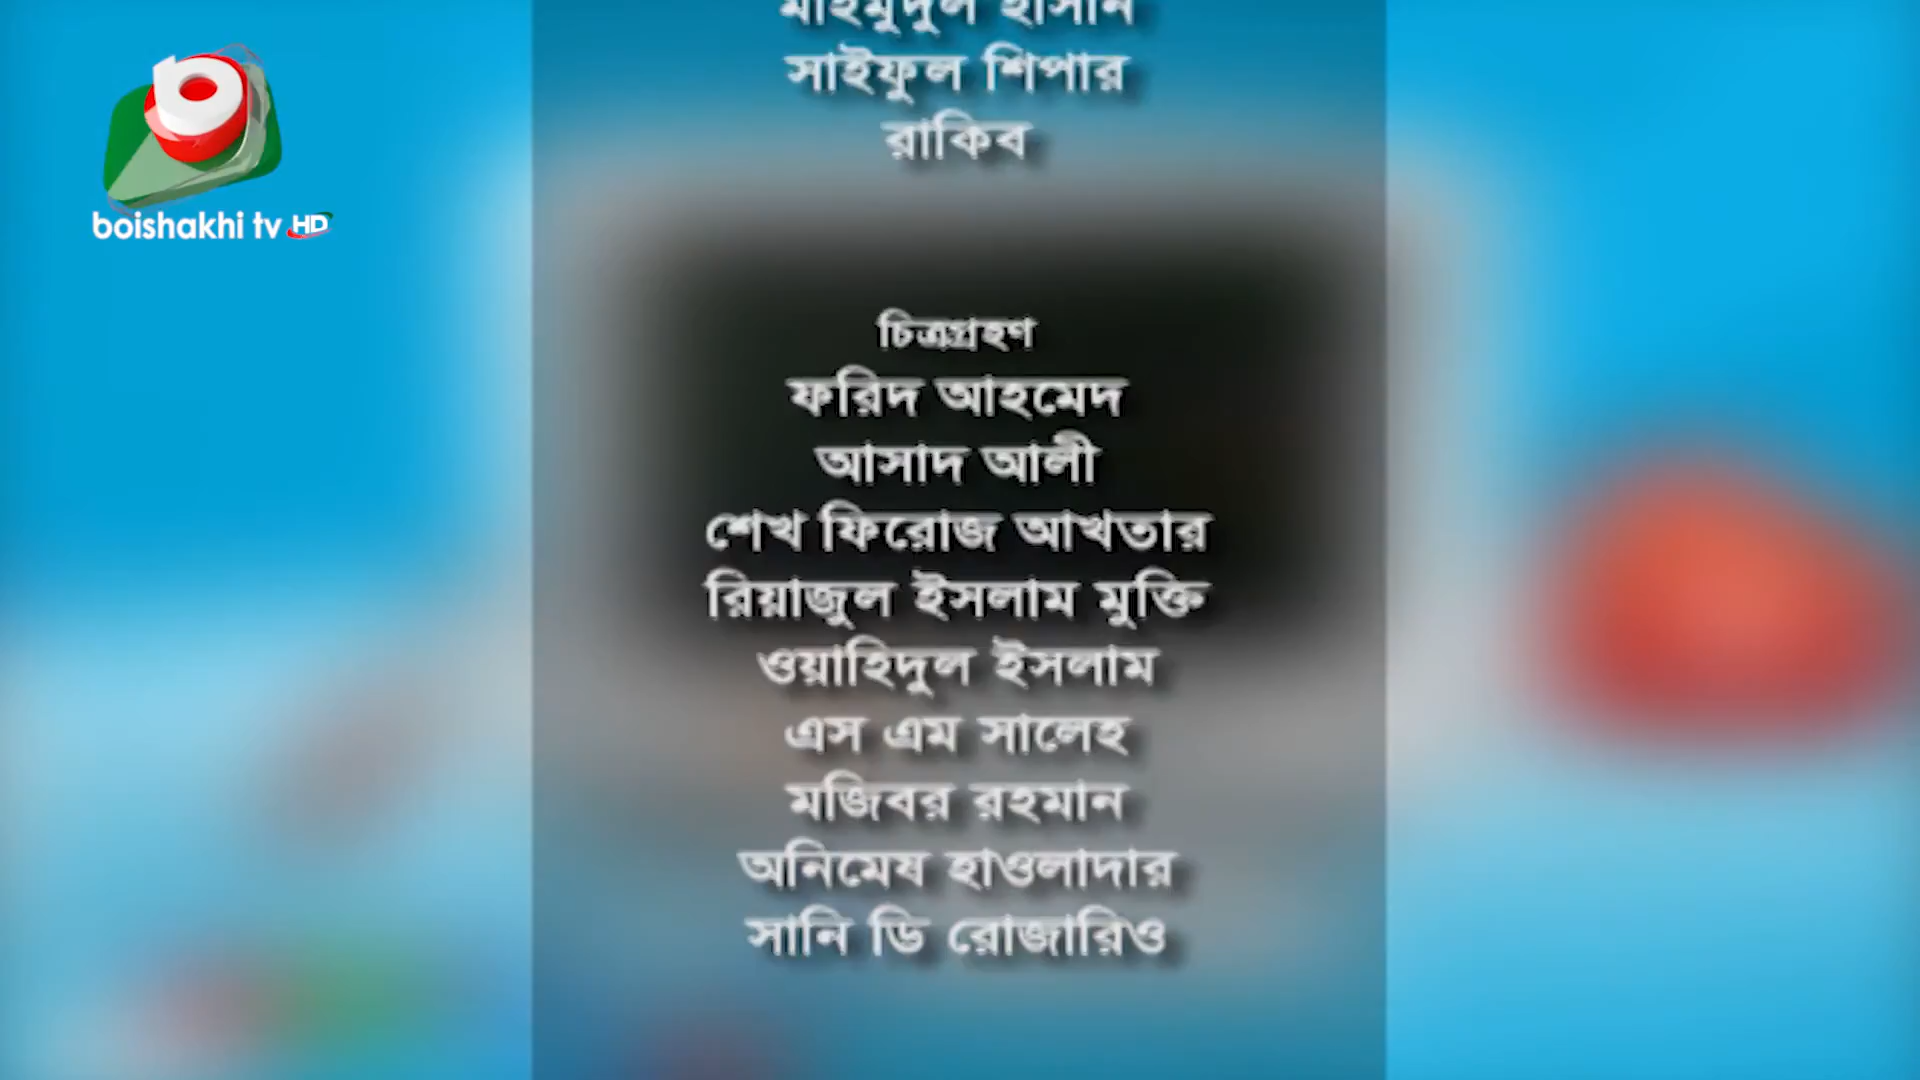 মাহমুদুল হাসান
সাইফুল শিপার
রাকিব
boishakhi tv HD
চিত্রগ্রহণ
ফরিদ আহমেদ
আসাদ আলী
শেখ ফিরোজ আখতার
রিয়াজুল ইসলাম মুক্তি
ওয়াহিদুল ইসলাম
এস এম সালেহ
মজিবর রহমান
অনিমেষ হাওলাদার
সানি ডি রোজারিও